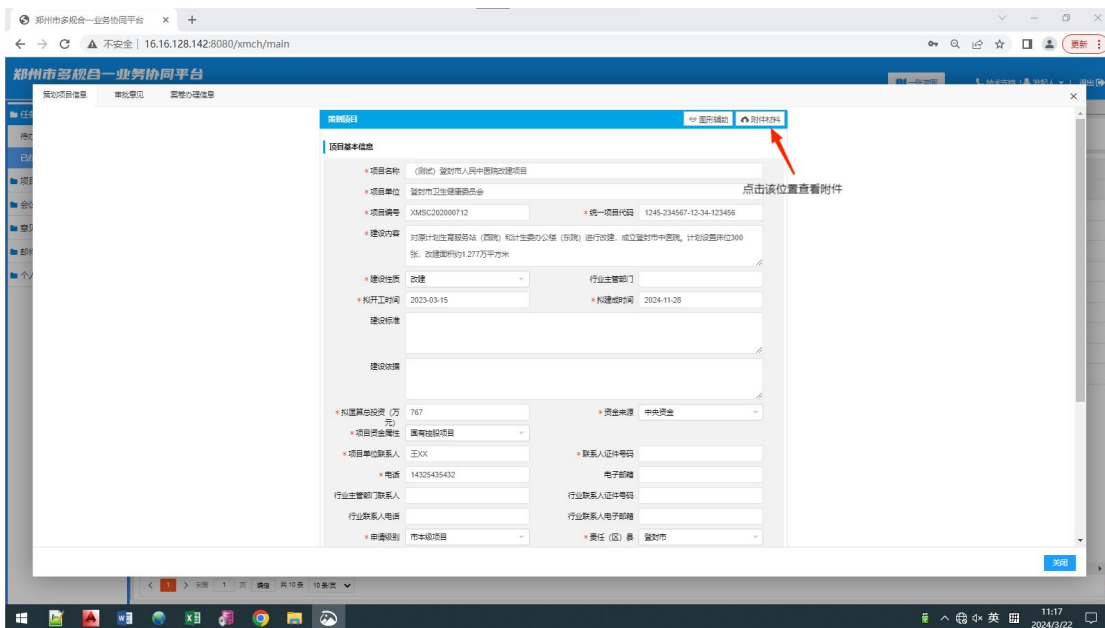 郑州市多规合一业务协同平台
不安全 16.16.128.142:8080/xmch/main
更新
郑州市多规合一业务协同平台
策划项目信息 审批意见 案卷办理信息
策划项目 图形辅助 附件材料
项目基本信息
点击该位置查看附件
* 项目名称 (测试) 登封市人民中医院改建项目
* 项目单位 登封市卫生健康委员会
* 项目编号 XMSC202000712 * 统一项目代码 1245-234567-12-34-123456
* 建设内容 对原计划生育服务站 (西院) 和计生委办公楼 (东院) 进行改建, 成立登封市中医院。计划设置床位300
张, 改建面积约1.277万平方米
* 建设性质 改建 行业主管部门
* 拟开工时间 2023-03-15 * 拟建成时间 2024-11-28
建设标准
建设依据
* 拟匡算总投资 (万
元) 767 * 资金来源 中央资金
* 项目资金属性 国有控股项目
* 项目单位联系人 王XX * 联系人证件号码
* 电话 14325435432 电子邮箱
行业主管部门联系人 行业联系人证件号码
行业联系人电话 行业联系人电子邮箱
* 申请级别 市本级项目 * 责任 (区) 县 登封市
关闭
1 到第 1 页 确定 共10条 10条/页
英
11:17
2024/3/22